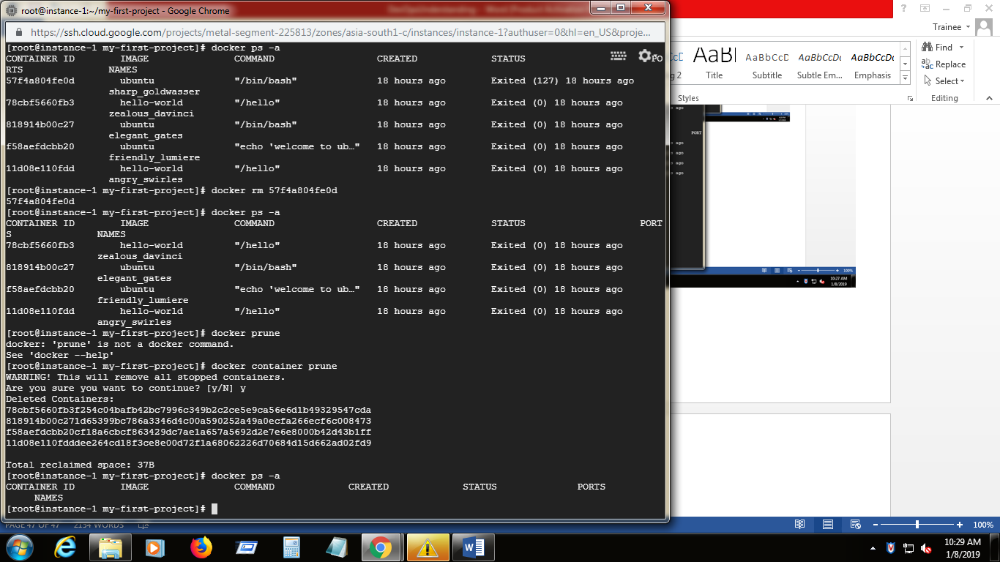 root@instance-1:~/my-first-project - Google Chrome
https://ssh.cloud.google.com/projects/metal-segment-225813/zones/asia-south1-c/instances/instance-1?authuser=0&hl=en_US&proje...
[root@instance-1 my-first-project]# docker ps -a
CONTAINER ID        IMAGE               COMMAND                  CREATED             STATUS                      PO
RTS               NAMES
57f4a804fe0d        ubuntu              "/bin/bash"              18 hours ago        Exited (127) 18 hours ago
                  sharp_goldwasser
78cbf5660fb3        hello-world         "/hello"                 18 hours ago        Exited (0) 18 hours ago
                  zealous_davinci
818914b00c27        ubuntu              "/bin/bash"              18 hours ago        Exited (0) 18 hours ago
                  elegant_gates
f58aefdcbb20        ubuntu              "echo 'welcome to ub…"   18 hours ago        Exited (0) 18 hours ago
                  friendly_lumiere
11d08e110fdd        hello-world         "/hello"                 18 hours ago        Exited (0) 18 hours ago
                  angry_swirles
[root@instance-1 my-first-project]# docker rm 57f4a804fe0d
57f4a804fe0d
[root@instance-1 my-first-project]# docker ps -a
CONTAINER ID        IMAGE               COMMAND                  CREATED             STATUS                    PORT
S               NAMES
78cbf5660fb3        hello-world         "/hello"                 18 hours ago        Exited (0) 18 hours ago
                zealous_davinci
818914b00c27        ubuntu              "/bin/bash"              18 hours ago        Exited (0) 18 hours ago
                elegant_gates
f58aefdcbb20        ubuntu              "echo 'welcome to ub…"   18 hours ago        Exited (0) 18 hours ago
                friendly_lumiere
11d08e110fdd        hello-world         "/hello"                 18 hours ago        Exited (0) 18 hours ago
                angry_swirles
[root@instance-1 my-first-project]# docker prune
docker: 'prune' is not a docker command.
See 'docker --help'
[root@instance-1 my-first-project]# docker container prune
WARNING! This will remove all stopped containers.
Are you sure you want to continue? [y/N] y
Deleted Containers:
78cbf5660fb3f254c04bafb42bc7996c349b2c2ce5e9ca56e6d1b49329547cda
818914b00c271d65399bc786a3346d4c00a590252a49a0ecfa266ecf6c008473
f58aefdcbb20cf18a6cbcf863429dc7ae1a657a5692d2e7e6e8000b42d43b1ff
11d08e110fdddee264cd18f3ce8e00d72f1a68062226d70684d15d662ad02fd9
Total reclaimed space: 37B
[root@instance-1 my-first-project]# docker ps -a
CONTAINER ID        IMAGE               COMMAND             CREATED             STATUS              PORTS
     NAMES
[root@instance-1 my-first-project]#
Trainee
AaBbCcDc AaBbCcDc AaBbCcDc
g 2 Title Subtitle Subtle Em... Emphasis
Styles
Find
Replace
Select
Editing
PORT
100%
10:27 AM
1/8/2019
PAGE 47 OF 47 2154 WORDS
100%
10:29 AM
1/8/2019